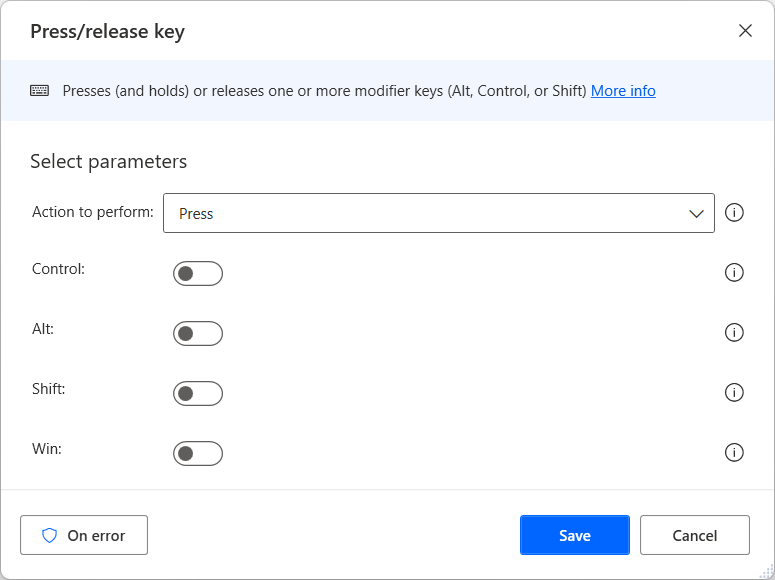 Press/release key
Presses (and holds) or releases one or more modifier keys (Alt, Control, or Shift) More info
Select parameters
Action to perform: Press
Control:
Alt:
Shift:
Win:
On error Save Cancel